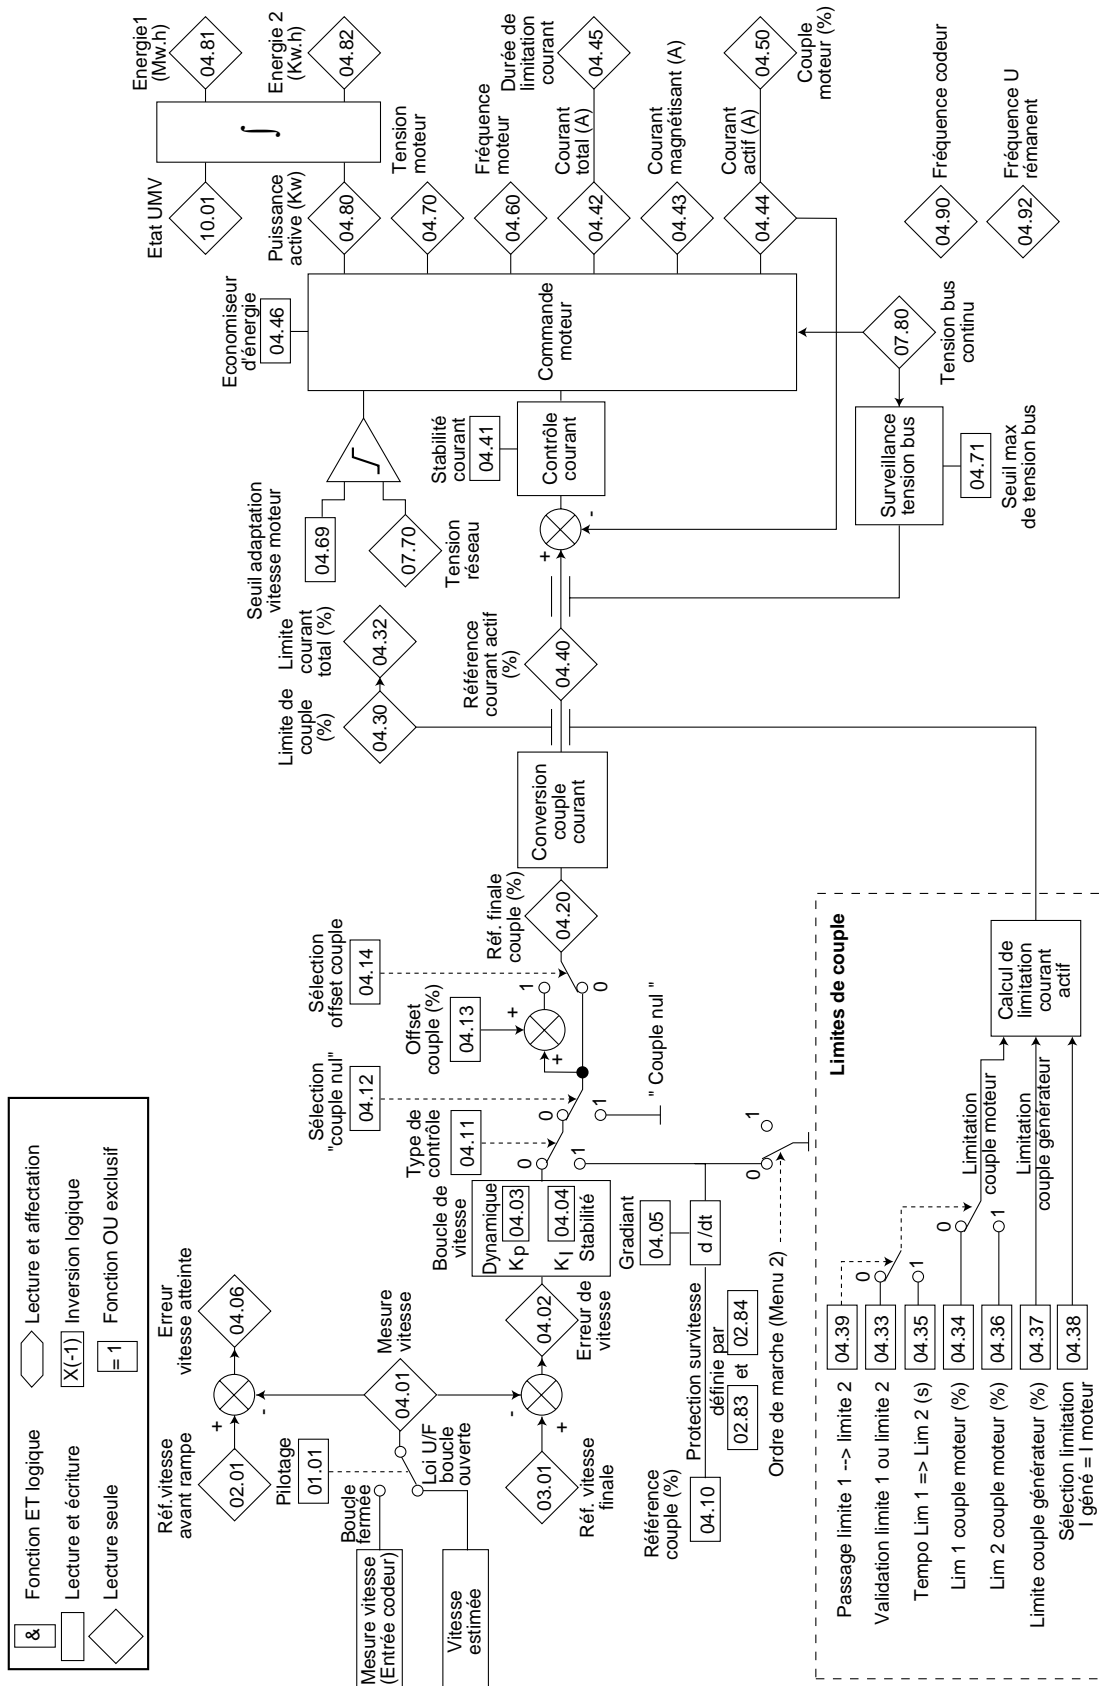 &
Fonction ET logique
Lecture et affectation
Lecture et écriture
X(-1)
Inversion logique
Lecture seule
= 1
Fonction OU exclusif
Réf.vitesse
avant rampe
02.01
+
-
Erreur
vitesse atteinte
04.06
Pilotage
01.01
Boucle
fermée
Loi U/F
boucle
ouverte
Mesure vitesse
(Entrée codeur)
Vitesse
estimée
04.01
Mesure
vitesse
Réf. vitesse
finale
03.01
+
-
04.02
Erreur de
vitesse
Boucle de
vitesse
Dynamique
Kp
04.03
KI
04.04
Stabilité
Type de
contrôle
04.11
0
1
Sélection
"couple nul"
04.12
0
1
" Couple nul "
Offset
couple (%)
04.13
+
+
Sélection
offset couple
04.14
1
0
Réf. finale
couple (%)
04.20
Conversion
couple
courant
Gradiant
04.05
d /dt
Référence
couple (%)
04.10
Protection survitesse
définie par
02.83
et
02.84
Ordre de marche (Menu 2)
0
1
Limite de
couple
(%)
04.30
Limite
courant
total (%)
04.32
Référence
courant actif
(%)
04.40
+
-
Seuil adaptation
vitesse moteur
04.69
07.70
Tension
réseau
Stabilité
courant
04.41
Contrôle
courant
Economiseur
d'énergie
04.46
Commande
moteur
Etat UMV
10.01
Energie1
(Mw.h)
04.81
∫
Puissance
active (Kw)
04.80
Energie 2
(Kw.h)
04.82
Tension
moteur
04.70
Fréquence
moteur
04.60
Courant
total (A)
04.42
Durée de
limitation
courant
04.45
Courant
magnétisant (A)
04.43
Courant
actif (A)
04.44
Couple
moteur (%)
04.50
04.90
Fréquence codeur
04.92
Fréquence U
rémanent
07.80
Tension bus
continu
Surveillance
tension bus
04.71
Seuil max
de tension bus
Limites de couple
Passage limite 1 --> limite 2
04.39
Validation limite 1 ou limite 2
04.33
0
Tempo Lim 1 => Lim 2 (s)
04.35
1
Lim 1 couple moteur (%)
04.34
0
Lim 2 couple moteur (%)
04.36
1
Limite couple générateur (%)
04.37
Sélection limitation
I géné = I moteur
04.38
Limitation
couple moteur
Limitation
couple générateur
Calcul de
limitation
courant
actif